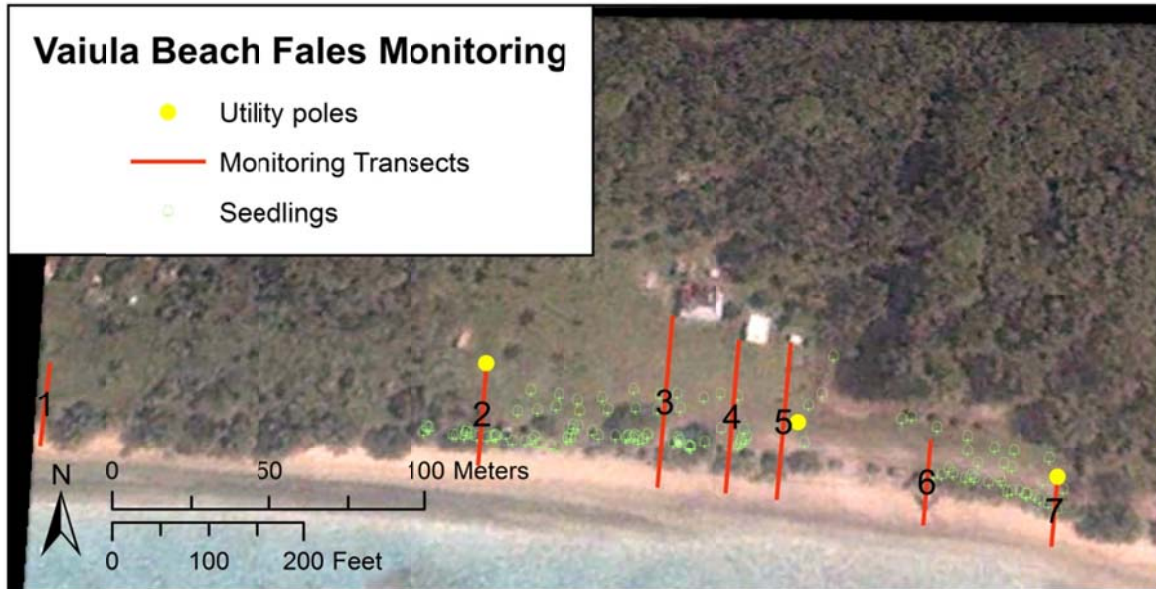 Vaiula Beach Fales Monitoring
Utility poles
Monitoring Transects
Seedlings
1
2
3
4
5
6
7
N
0 50 100 Meters
0 100 200 Feet